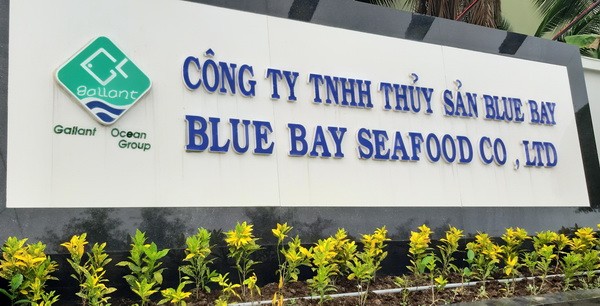 gallant
Gallant Ocean
Group
CÔNG TY TNHH THỦY SẢN BLUE BAY
BLUE BAY SEAFOOD CO , LTD